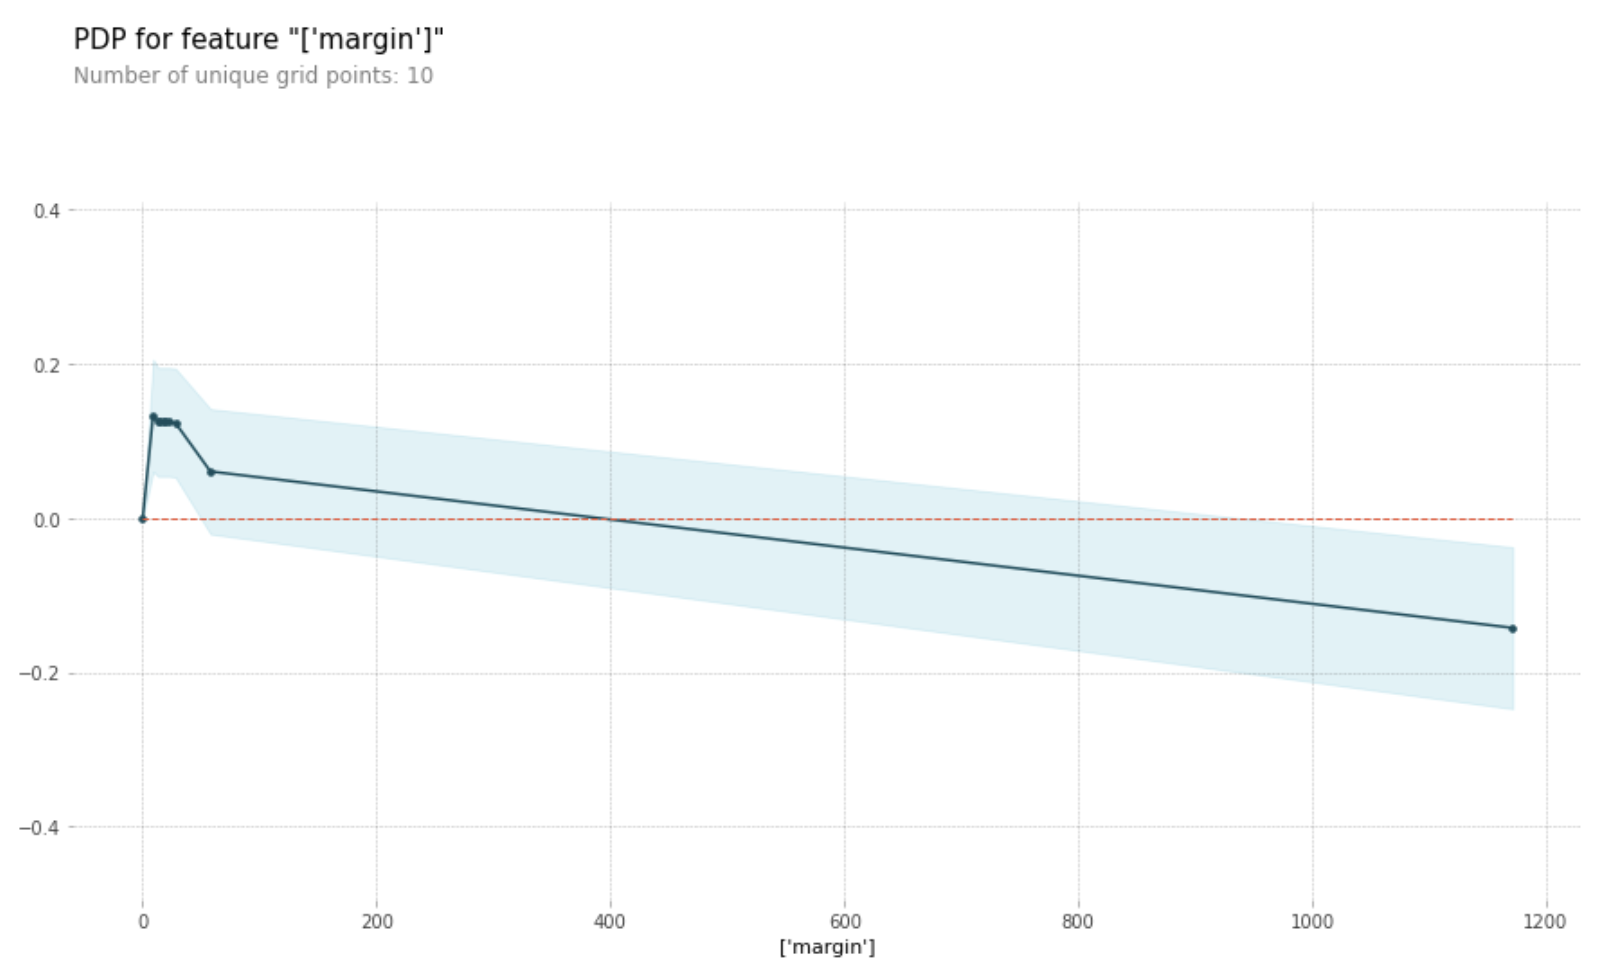 PDP for feature "['margin']"
Number of unique grid points: 10
0.4
0.2
0.0
−0.2
−0.4
0 200 400 600 800 1000 1200
['margin']